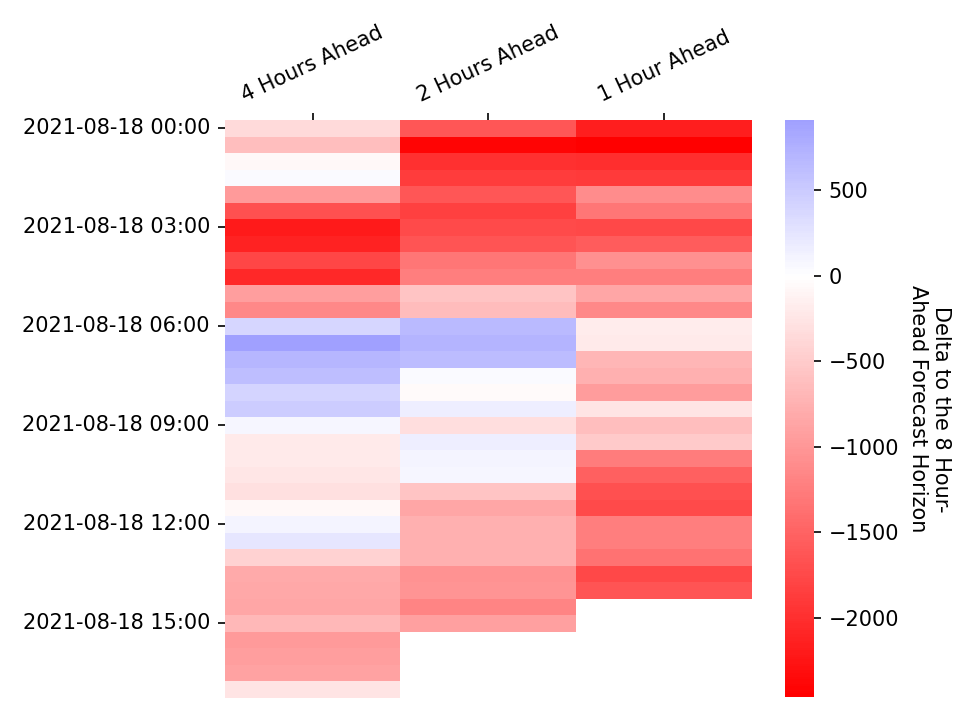 4 Hours Ahead
2 Hours Ahead
1 Hour Ahead
2021-08-18 00:00
2021-08-18 03:00
2021-08-18 06:00
2021-08-18 09:00
2021-08-18 12:00
2021-08-18 15:00
500
0
−500
−1000
−1500
−2000
Delta to the 8 Hour-
Ahead Forecast Horizon